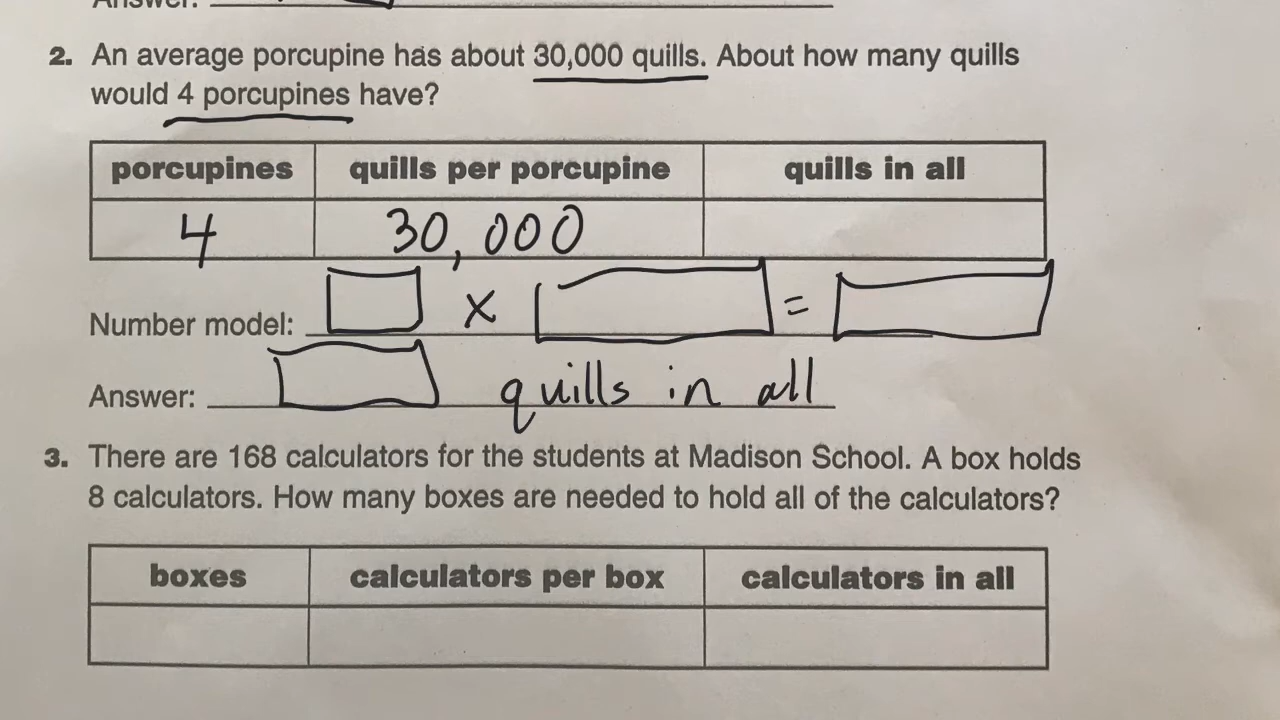 Answer:
2. An average porcupine has about 30,000 quills. About how many quills
would 4 porcupines have?
porcupines quills per porcupine quills in all
4 30,000
Number model: x =
Answer: quills in all
3. There are 168 calculators for the students at Madison School. A box holds
8 calculators. How many boxes are needed to hold all of the calculators?
boxes calculators per box calculators in all